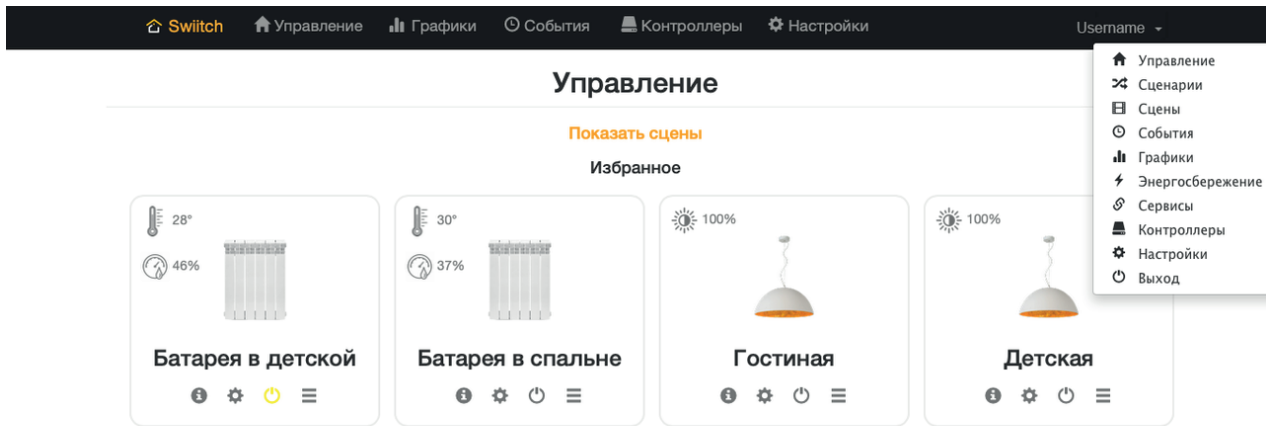 Swiitch Управление Графики События Контроллеры Настройки Username
Управление
Сценарии
Сцены
События
Графики
Энергосбережение
Сервисы
Контроллеры
Настройки
Выход
Управление
Показать сцены
Избранное
28°
46%
Батарея в детской
30°
37%
Батарея в спальне
100%
Гостиная
100%
Детская